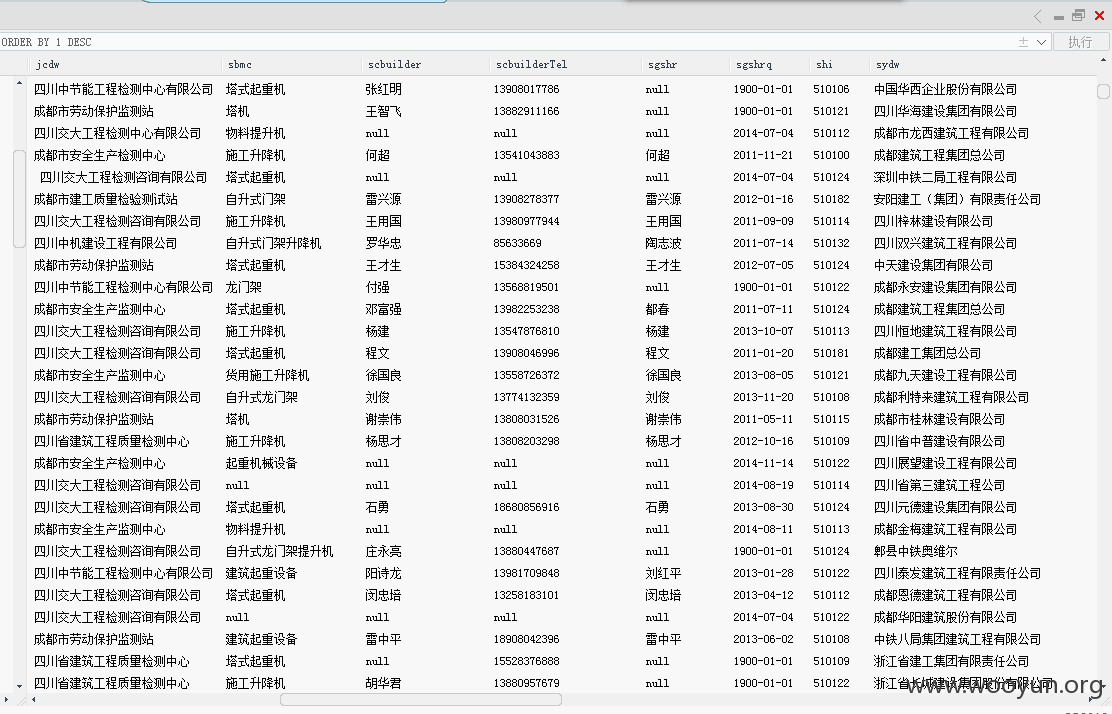 ORDER BY 1 DESC 执行
jcdw sbmc scbuilder scbuilderTel sgshr sgshrq shi sydw
四川中节能工程检测中心有限公司 塔式起重机 张红明 13908017786 null 1900-01-01 510106 中国华西企业股份有限公司
成都市劳动保护监测站 塔机 王智飞 13882911166 null 1900-01-01 510121 四川华海建设集团有限公司
四川交大工程检测中心有限公司 物料提升机 null null null 2014-07-04 510112 成都市龙西建筑工程有限公司
成都市安全生产检测中心 施工升降机 何超 13541043883 何超 2011-11-21 510100 成都建筑工程集团总公司
四川交大工程检测咨询有限公司 塔式起重机 null null null 2014-07-04 510124 深圳中铁二局工程有限公司
成都市建工质量检验测试站 自升式门架 雷兴源 13908278377 雷兴源 2012-01-16 510182 安阳建工（集团）有限责任公司
四川交大工程检测咨询有限公司 施工升降机 王用国 13980977944 王用国 2011-09-09 510114 四川梓林建设有限公司
四川中机建设工程有限公司 自升式门架升降机 罗华忠 85633669 陶志波 2011-07-14 510132 四川双兴建筑工程有限公司
成都市劳动保护监测站 塔式起重机 王才生 15384324258 王才生 2012-07-05 510124 中天建设集团有限公司
四川中节能工程检测中心有限公司 龙门架 付强 13568819501 null 1900-01-01 510122 成都永安建设集团有限公司
成都市安全生产监测中心 塔式起重机 邓富强 13982253238 都春 2011-07-11 510124 成都建筑工程集团总公司
四川交大工程检测咨询有限公司 施工升降机 杨建 13547876810 杨建 2013-10-07 510113 四川恒地建筑工程有限公司
四川交大工程检测咨询有限公司 塔式起重机 程文 13908046996 程文 2011-01-20 510181 成都建工集团总公司
成都市安全生产监测中心 货用施工升降机 徐国良 13558726372 徐国良 2013-08-05 510121 成都九天建设工程有限公司
四川交大工程检测咨询有限公司 自升式龙门架 刘俊 13774132359 刘俊 2013-11-20 510108 成都利特来建筑工程有限公司
成都市劳动保护监测站 塔机 谢崇伟 13808031526 谢崇伟 2011-05-11 510115 成都市桂林建设有限公司
四川省建筑工程质量检测中心 施工升降机 杨思才 13808203298 杨思才 2012-10-16 510109 四川省中普建设有限公司
成都市安全生产检测中心 起重机械设备 null null null 2014-11-14 510122 四川展望建设工程有限公司
四川交大工程检测咨询有限公司 null null null null 2014-08-19 510114 四川省第三建筑工程公司
四川交大工程检测咨询有限公司 塔式起重机 石勇 18680856916 石勇 2013-08-30 510124 四川元德建设集团有限公司
成都市安全生产监测中心 物料提升机 null null null 2014-08-11 510113 成都金梅建筑工程有限公司
四川交大工程检测咨询有限公司 自升式龙门架提升机 庄永亮 13880447687 null 1900-01-01 510124 郫县中铁奥维尔
四川中节能工程检测中心有限公司 建筑起重设备 阳诗龙 13981709848 刘红平 2013-01-28 510122 四川泰发建筑工程有限责任公司
四川交大工程检测咨询有限公司 塔式起重机 闵忠培 13258183101 闵忠培 2013-04-12 510112 成都恩德建筑工程有限公司
四川交大工程检测咨询有限公司 null null null null 2014-07-04 510122 成都华阳建筑股份有限公司
成都市劳动保护监测站 建筑起重设备 雷中平 18908042396 雷中平 2013-06-02 510108 中铁八局集团建筑工程有限公司
四川省建筑工程质量检测中心 塔式起重机 null 15528376888 null 1900-01-01 510109 浙江省建工集团有限责任公司
四川省建筑工程质量检测中心 施工升降机 胡华君 13880957679 null 1900-01-01 510122 浙江省长城建设集团股份有限公司
www.wooyun.org